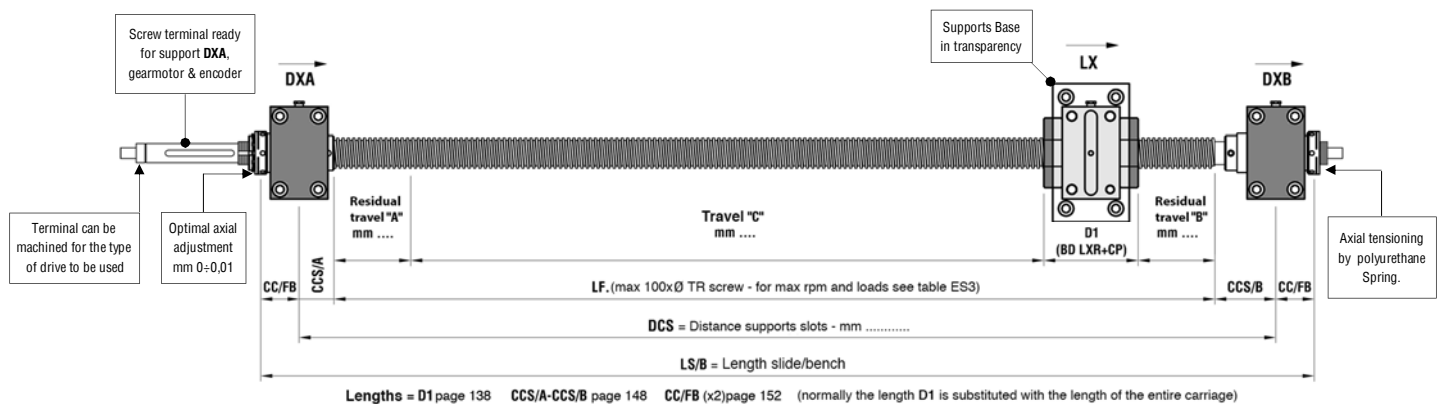 Screw terminal ready
for support DXA,
gearmotor & encoder
DXA
Supports Base
in transparency
LX
DXB
Terminal can be
machined for the type
of drive to be used
Optimal axial
adjustment
mm 0÷0,01
CC/FB
CCS/A
Residual
travel "A"
mm ....
Travel "C"
mm ....
D1
(BD LXR+CP)
Residual
travel "B"
mm ....
Axial tensioning
by polyurethane
Spring.
LF. (max 100xØ TR screw - for max rpm and loads see table ES3)
CCS/B
CC/FB
DCS = Distance supports slots - mm ............
LS/B = Length slide/bench
Lengths = D1 page 138 CCS/A-CCS/B page 148 CC/FB (x2)page 152 (normally the length D1 is substituted with the length of the entire carriage)